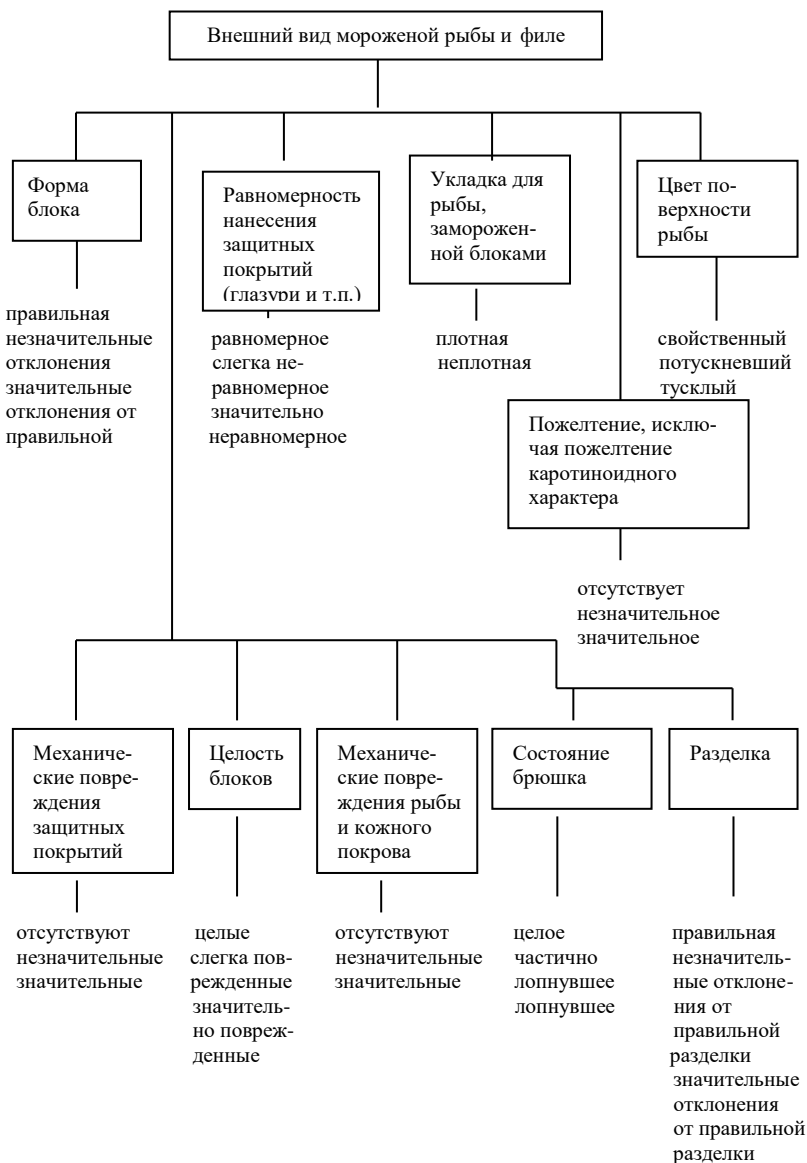 Внешний вид мороженой рыбы и филе
Форма
блока
Равномерность
нанесения
защитных
покрытий
(глазури и т.п.)
Укладка для
рыбы,
заморожен-
ной блоками
Цвет по-
верхности
рыбы
правильная
незначительные
отклонения
значительные
отклонения от
правильной
равномерное
слегка не-
равномерное
значительно
неравномерное
плотная
неплотная
свойственный
потускневший
тусклый
Пожелтение, исклю-
чая пожелтение
каротиноидного
характера
отсутствует
незначительное
значительное
Механиче-
ские повре-
ждения
защитных
покрытий
Целость
блоков
Механиче-
ские повре-
ждения рыбы
и кожного
покрова
Состояние
брюшка
Разделка
отсутствуют
незначительные
значительные
целые
слегка пов-
режденные
значитель-
но повреж-
денные
отсутствуют
незначительные
значительные
целое
частично
лопнувшее
лопнувшее
правильная
незначитель-
ные отклоне-
ния от
правильной
разделки
значительные
отклонения
от правильной
разделки